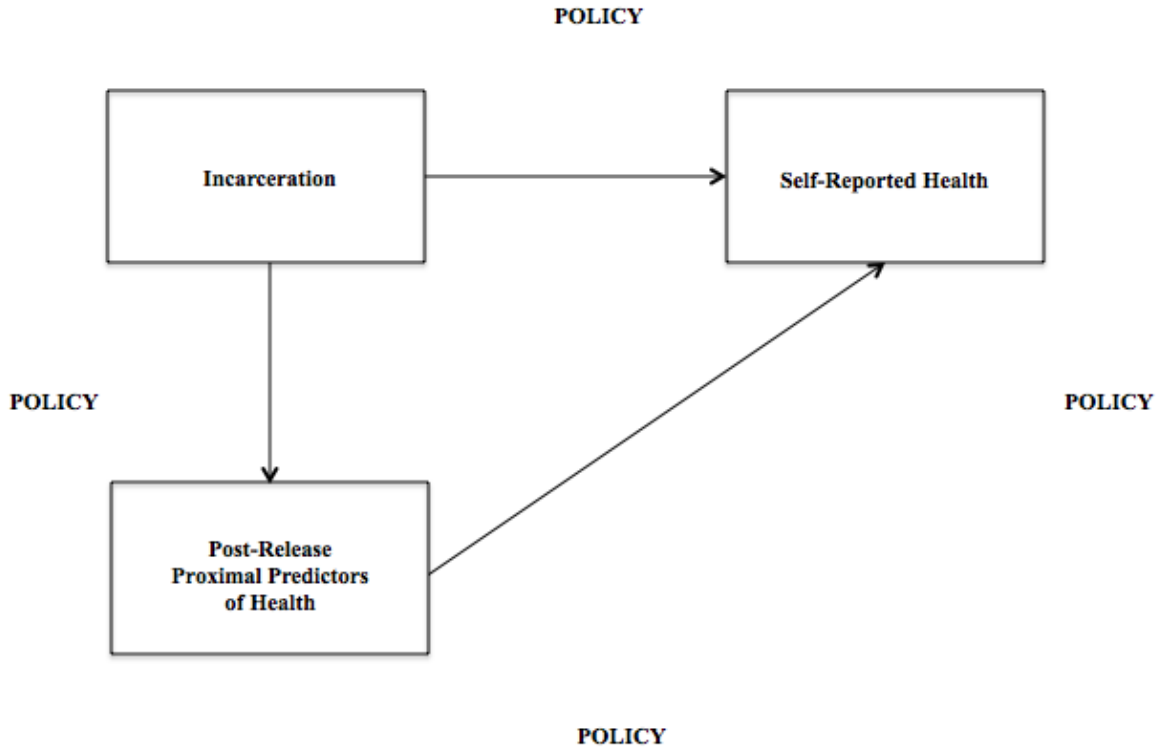 POLICY
Incarceration
Self-Reported Health
POLICY
POLICY
Post-Release
Proximal Predictors
of Health
POLICY